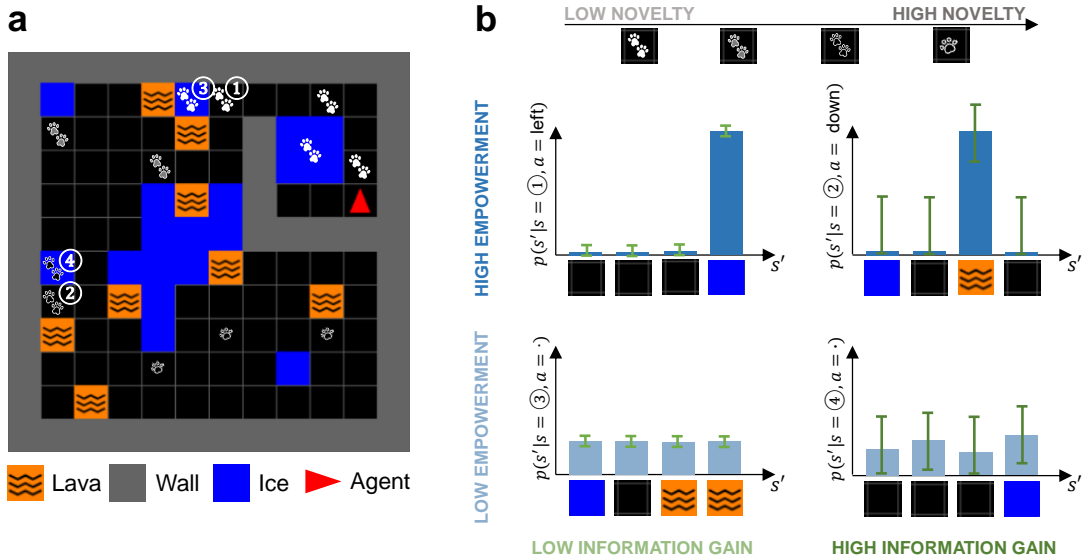 a
③ ①
④
②
Lava Wall Ice Agent
b
LOW NOVELTY HIGH NOVELTY
HIGH EMPOWERMENT
p(s′|s = ①, a = left)
s′
p(s′|s = ②, a = down)
s′
LOW EMPOWERMENT
p(s′|s = ③, a = ·)
s′
p(s′|s = ④, a = ·)
s′
LOW INFORMATION GAIN HIGH INFORMATION GAIN